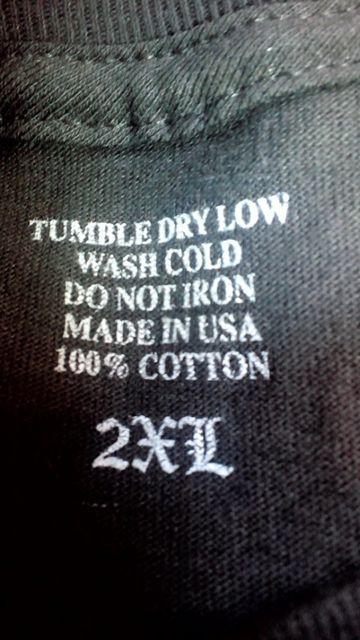 TUMBLE DRY LOW
WASH COLD
DO NOT IRON
MADE IN USA
100% COTTON
2XL